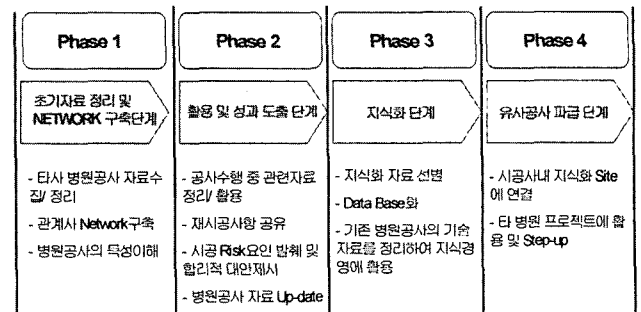 Phase 1
초기자료 정리 및
NETWORK 구축단계
- 타사 병원공사 자료수
집/ 정리
- 관계사 Network구축
- 병원공사의 특성이해
Phase 2
활용 및 성과 도출 단계
- 공사수행 중 관련자료
정리/ 활용
- 재시공사항 공유
- 시공 Risk요인 발췌 및
합리적 대안제시
- 병원공사 자료 Up-date
Phase 3
지식화 단계
- 지식화 자료 선별
- Data Base화
- 기존 병원공사의 기술
자료를 정리하여 지식경
영에 활용
Phase 4
유사공사 파급 단계
- 시공사내 지식화 Site
에 연결
- 타 병원 프로젝트에 활
용 및 Step-up